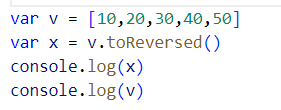 var v = [10,20,30,40,50]
var x = v.toReversed()
console.log(x)
console.log(v)